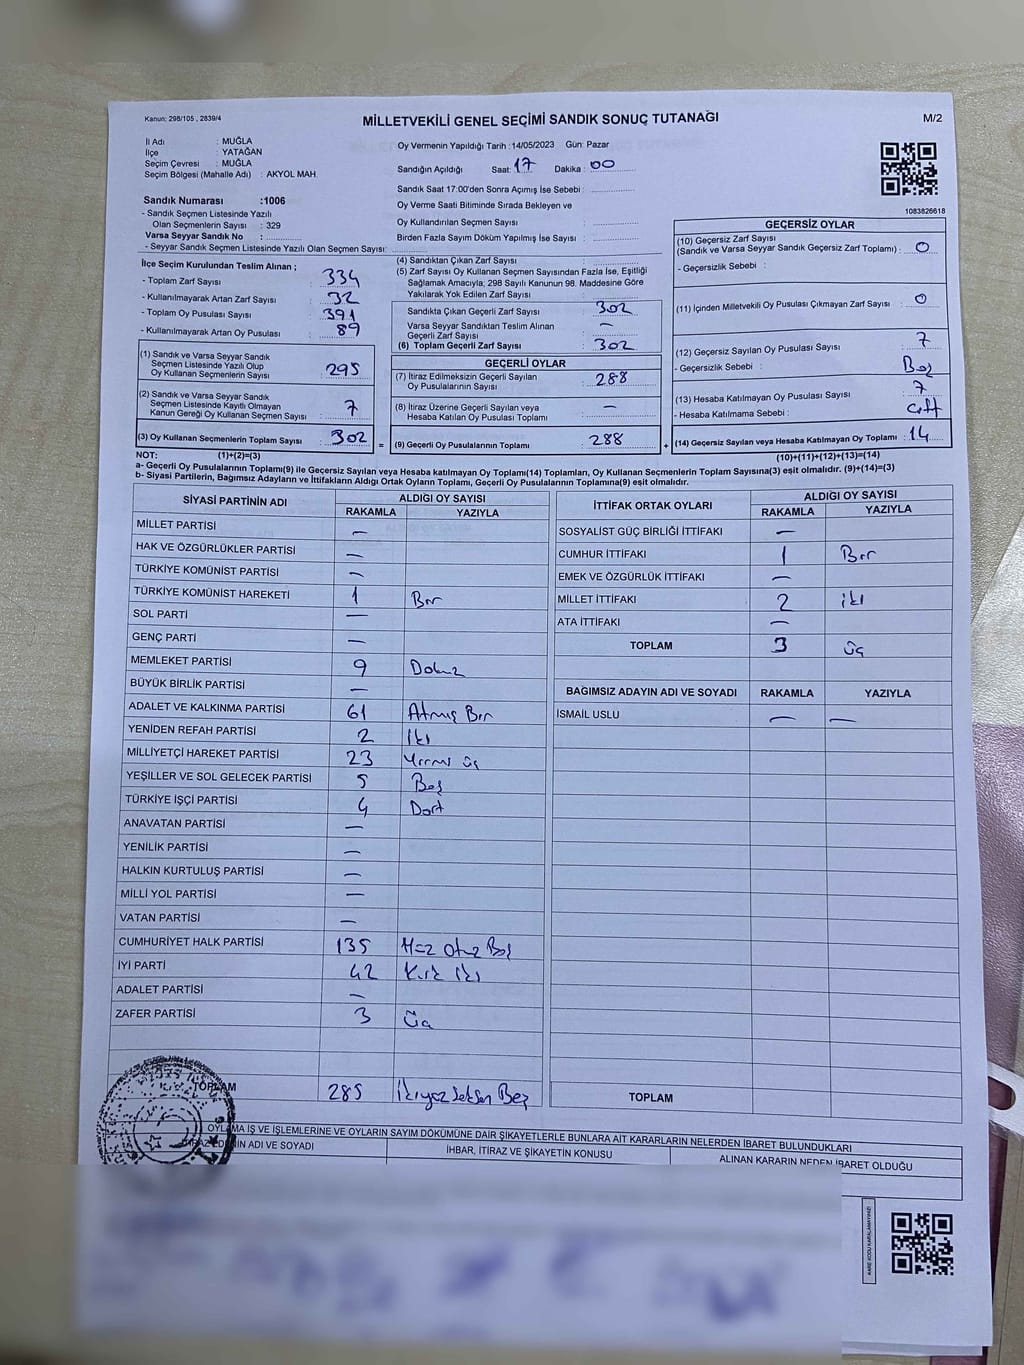 Kanun: 298/105 , 2839/4
MİLLETVEKİLİ GENEL SEÇİMİ SANDIK SONUÇ TUTANAĞI
M/2
İl Adı : MUĞLA
İlçe : YATAĞAN
Seçim Çevresi : MUĞLA
Seçim Bölgesi (Mahalle Adı) : AKYOL MAH.
Sandık Numarası :1006
- Sandık Seçmen Listesinde Yazılı
Olan Seçmenlerin Sayısı : 329
Varsa Seyyar Sandık No :
- Seyyar Sandık Seçmen Listesinde Yazılı Olan Seçmen Sayısı:
Oy Vermenin Yapıldığı Tarih :14/05/2023 Gün: Pazar
Sandığın Açıldığı Saat: 17 Dakika : 00
Sandık Saat 17:00'den Sonra Açımış İse Sebebi :
Oy Verme Saati Bitiminde Sırada Bekleyen ve
Oy Kullandırılan Seçmen Sayısı :
Birden Fazla Sayım Döküm Yapılmış İse Sayısı :
1083826618
İlçe Seçim Kurulundan Teslim Alınan ;
- Toplam Zarf Sayısı : 334
- Kullanılmayarak Artan Zarf Sayısı : 32
- Toplam Oy Pusulası Sayısı : 391
- Kullanılmayarak Artan Oy Pusulası : 89
(1) Sandık ve Varsa Seyyar Sandık
Seçmen Listesinde Yazılı Olup
Oy Kullanan Seçmenlerin Sayısı : 295
(2) Sandık ve Varsa Seyyar Sandık
Seçmen Listesinde Kayıtlı Olmayan
Kanun Gereği Oy Kullanan Seçmen Sayısı : 7
(3) Oy Kullanan Seçmenlerin Toplam Sayısı : 302 =
(4) Sandıktan Çıkan Zarf Sayısı :
(5) Zarf Sayısı Oy Kullanan Seçmen Sayısından Fazla İse, Eşitliği
Sağlamak Amacıyla; 298 Sayılı Kanunun 98. Maddesine Göre
Yakılarak Yok Edilen Zarf Sayısı :
Sandıkta Çıkan Geçerli Zarf Sayısı : 302
Varsa Seyyar Sandıktan Teslim Alınan
Geçerli Zarf Sayısı : —
(6) Toplam Geçerli Zarf Sayısı : 302
GEÇERLİ OYLAR
(7) İtiraz Edilmeksizin Geçerli Sayılan
Oy Pusulalarının Sayısı : 288
(8) İtiraz Üzerine Geçerli Sayılan veya
Hesaba Katılan Oy Pusulası Toplamı : —
(9) Geçerli Oy Pusulalarının Toplamı : 288 +
GEÇERSİZ OYLAR
(10) Geçersiz Zarf Sayısı
(Sandık ve Varsa Seyyar Sandık Geçersiz Zarf Toplamı) : 0
- Geçersizlik Sebebi :
(11) İçinden Milletvekili Oy Pusulası Çıkmayan Zarf Sayısı : 0
(12) Geçersiz Sayılan Oy Pusulası Sayısı : 7
- Geçersizlik Sebebi : Boş
(13) Hesaba Katılmayan Oy Pusulası Sayısı : 7
- Hesaba Katılmama Sebebi : Çift
(14) Geçersiz Sayılan veya Hesaba Katılmayan Oy Toplamı : 14
NOT: (1)+(2)=(3)
(10)+(11)+(12)+(13)=(14)
a- Geçerli Oy Pusulalarının Toplamı(9) ile Geçersiz Sayılan veya Hesaba katılmayan Oy Toplamı(14) Toplamları, Oy Kullanan Seçmenlerin Toplam Sayısına(3) eşit olmalıdır. (9)+(14)=(3)
b- Siyasi Partilerin, Bagımsız Adayların ve İttifakların Aldığı Ortak Oyların Toplamı, Geçerli Oy Pusulalarının Toplamına(9) eşit olmalıdır.
SİYASİ PARTİNİN ADI ALDIĞI OY SAYISI
RAKAMLA YAZIYLA
MİLLET PARTİSİ —
HAK VE ÖZGÜRLÜKLER PARTİSİ —
TÜRKİYE KOMÜNİST PARTİSİ —
TÜRKİYE KOMÜNİST HAREKETİ 1 Bir
SOL PARTİ —
GENÇ PARTİ —
MEMLEKET PARTİSİ 9 Dokuz
BÜYÜK BİRLİK PARTİSİ —
ADALET VE KALKINMA PARTİSİ 61 Atmış Bir
YENİDEN REFAH PARTİSİ 2 İki
MİLLİYETÇİ HAREKET PARTİSİ 23 Yirmi üç
YEŞİLLER VE SOL GELECEK PARTİSİ 5 Beş
TÜRKİYE İŞÇİ PARTİSİ 4 Dört
ANAVATAN PARTİSİ —
YENİLİK PARTİSİ —
HALKIN KURTULUŞ PARTİSİ —
MİLLİ YOL PARTİSİ —
VATAN PARTİSİ —
CUMHURİYET HALK PARTİSİ 135 Yüz Otuz Beş
İYİ PARTİ 42 Kırk iki
ADALET PARTİSİ —
ZAFER PARTİSİ 3 üç
TOPLAM 285 İkiyüz Seksen Beş
İTTİFAK ORTAK OYLARI ALDIĞI OY SAYISI
RAKAMLA YAZIYLA
SOSYALİST GÜÇ BİRLİĞİ İTTİFAKI —
CUMHUR İTTİFAKI 1 Bir
EMEK VE ÖZGÜRLÜK İTTİFAKI —
MİLLET İTTİFAKI 2 iki
ATA İTTİFAKI —
TOPLAM 3 üç
BAĞIMSIZ ADAYIN ADI VE SOYADI RAKAMLA YAZIYLA
İSMAİL USLU — —
TOPLAM
OYLAMA İŞ VE İŞLEMLERİNE VE OYLARIN SAYIM DÖKÜMÜNE DAİR ŞİKAYETLERLE BUNLARA AİT KARARLARIN NELERDEN İBARET BULUNDUKLARI
İTİRAZ EDENİN ADI VE SOYADI İHBAR, İTİRAZ VE ŞİKAYETİN KONUSU ALINAN KARARIN NEDEN İBARET OLDUĞU
KARE KODU KARALAMAYINIZ!